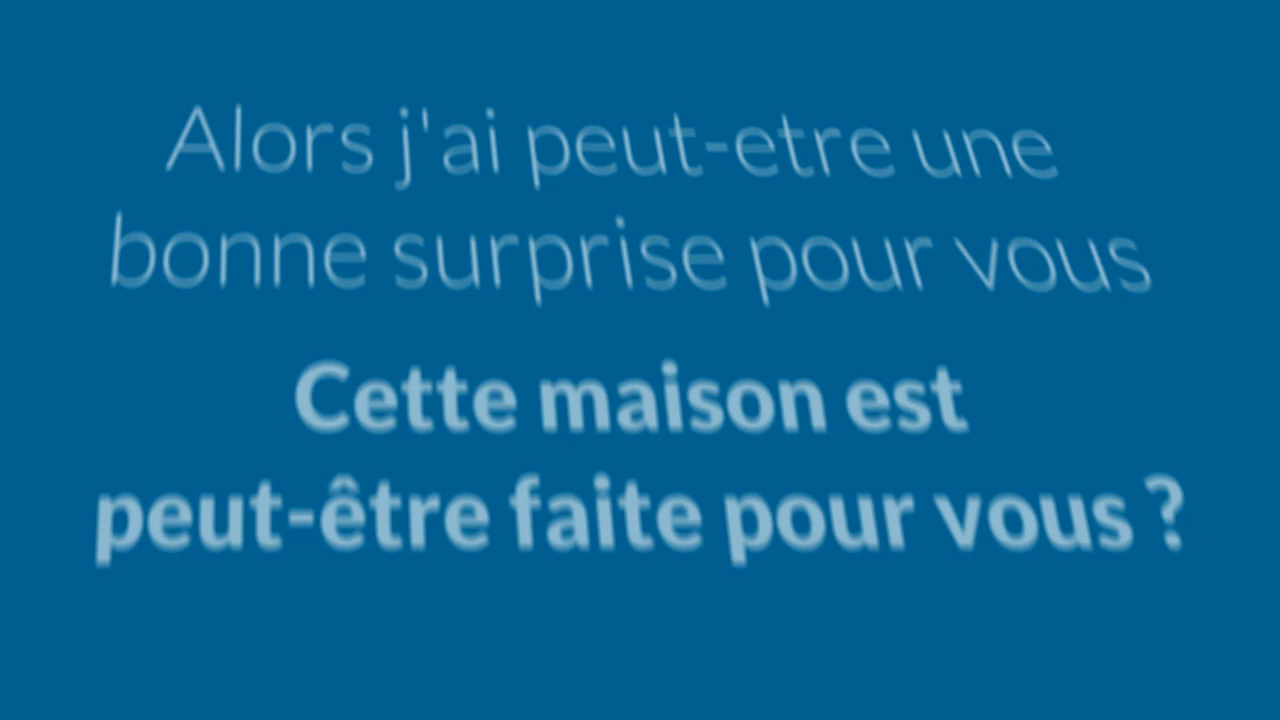 Alors j'ai peut-etre une
bonne surprise pour vous
Cette maison est
peut-être faite pour vous ?